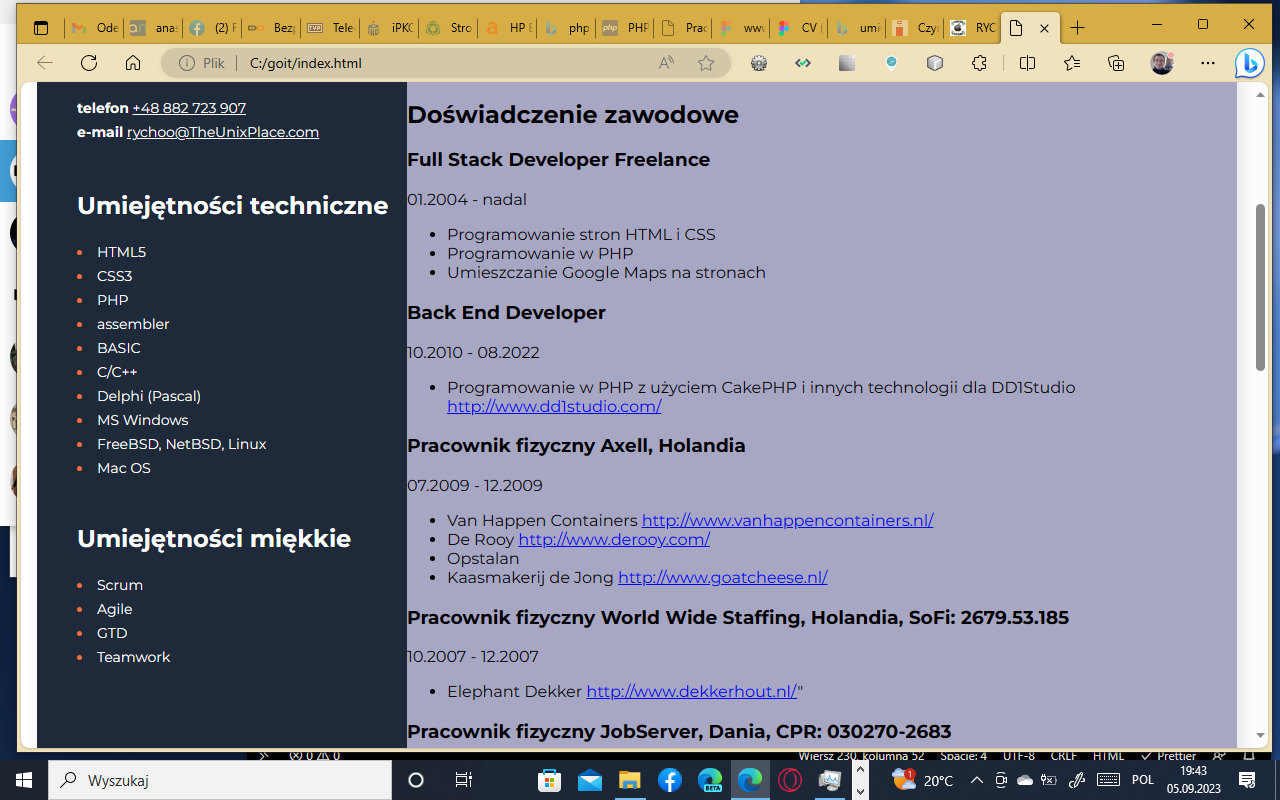 Ode
anas
(2) F
Bezp
Tele
iPKC
Stro
HP E
php
PHP
Prac
www
CV (
umi
Czy
RYC
Plik
C:/goit/index.html
telefon +48 882 723 907
e-mail rychoo@TheUnixPlace.com
Umiejętności techniczne
HTML5
CSS3
PHP
assembler
BASIC
C/C++
Delphi (Pascal)
MS Windows
FreeBSD, NetBSD, Linux
Mac OS
Umiejętności miękkie
Scrum
Agile
GTD
Teamwork
Doświadczenie zawodowe
Full Stack Developer Freelance
01.2004 - nadal
Programowanie stron HTML i CSS
Programowanie w PHP
Umieszczanie Google Maps na stronach
Back End Developer
10.2010 - 08.2022
Programowanie w PHP z użyciem CakePHP i innych technologii dla DD1Studio
http://www.dd1studio.com/
Pracownik fizyczny Axell, Holandia
07.2009 - 12.2009
Van Happen Containers http://www.vanhappencontainers.nl/
De Rooy http://www.derooy.com/
Opstalan
Kaasmakerij de Jong http://www.goatcheese.nl/
Pracownik fizyczny World Wide Staffing, Holandia, SoFi: 2679.53.185
10.2007 - 12.2007
Elephant Dekker http://www.dekkerhout.nl/"
Pracownik fizyczny JobServer, Dania, CPR: 030270-2683
0 0 Wiersz 230, kolumna 52 Spacje: 4 UTF-8 CRLF HTML Prettier
Wyszukaj
BETA
1
20°C
POL
19:43
05.09.2023